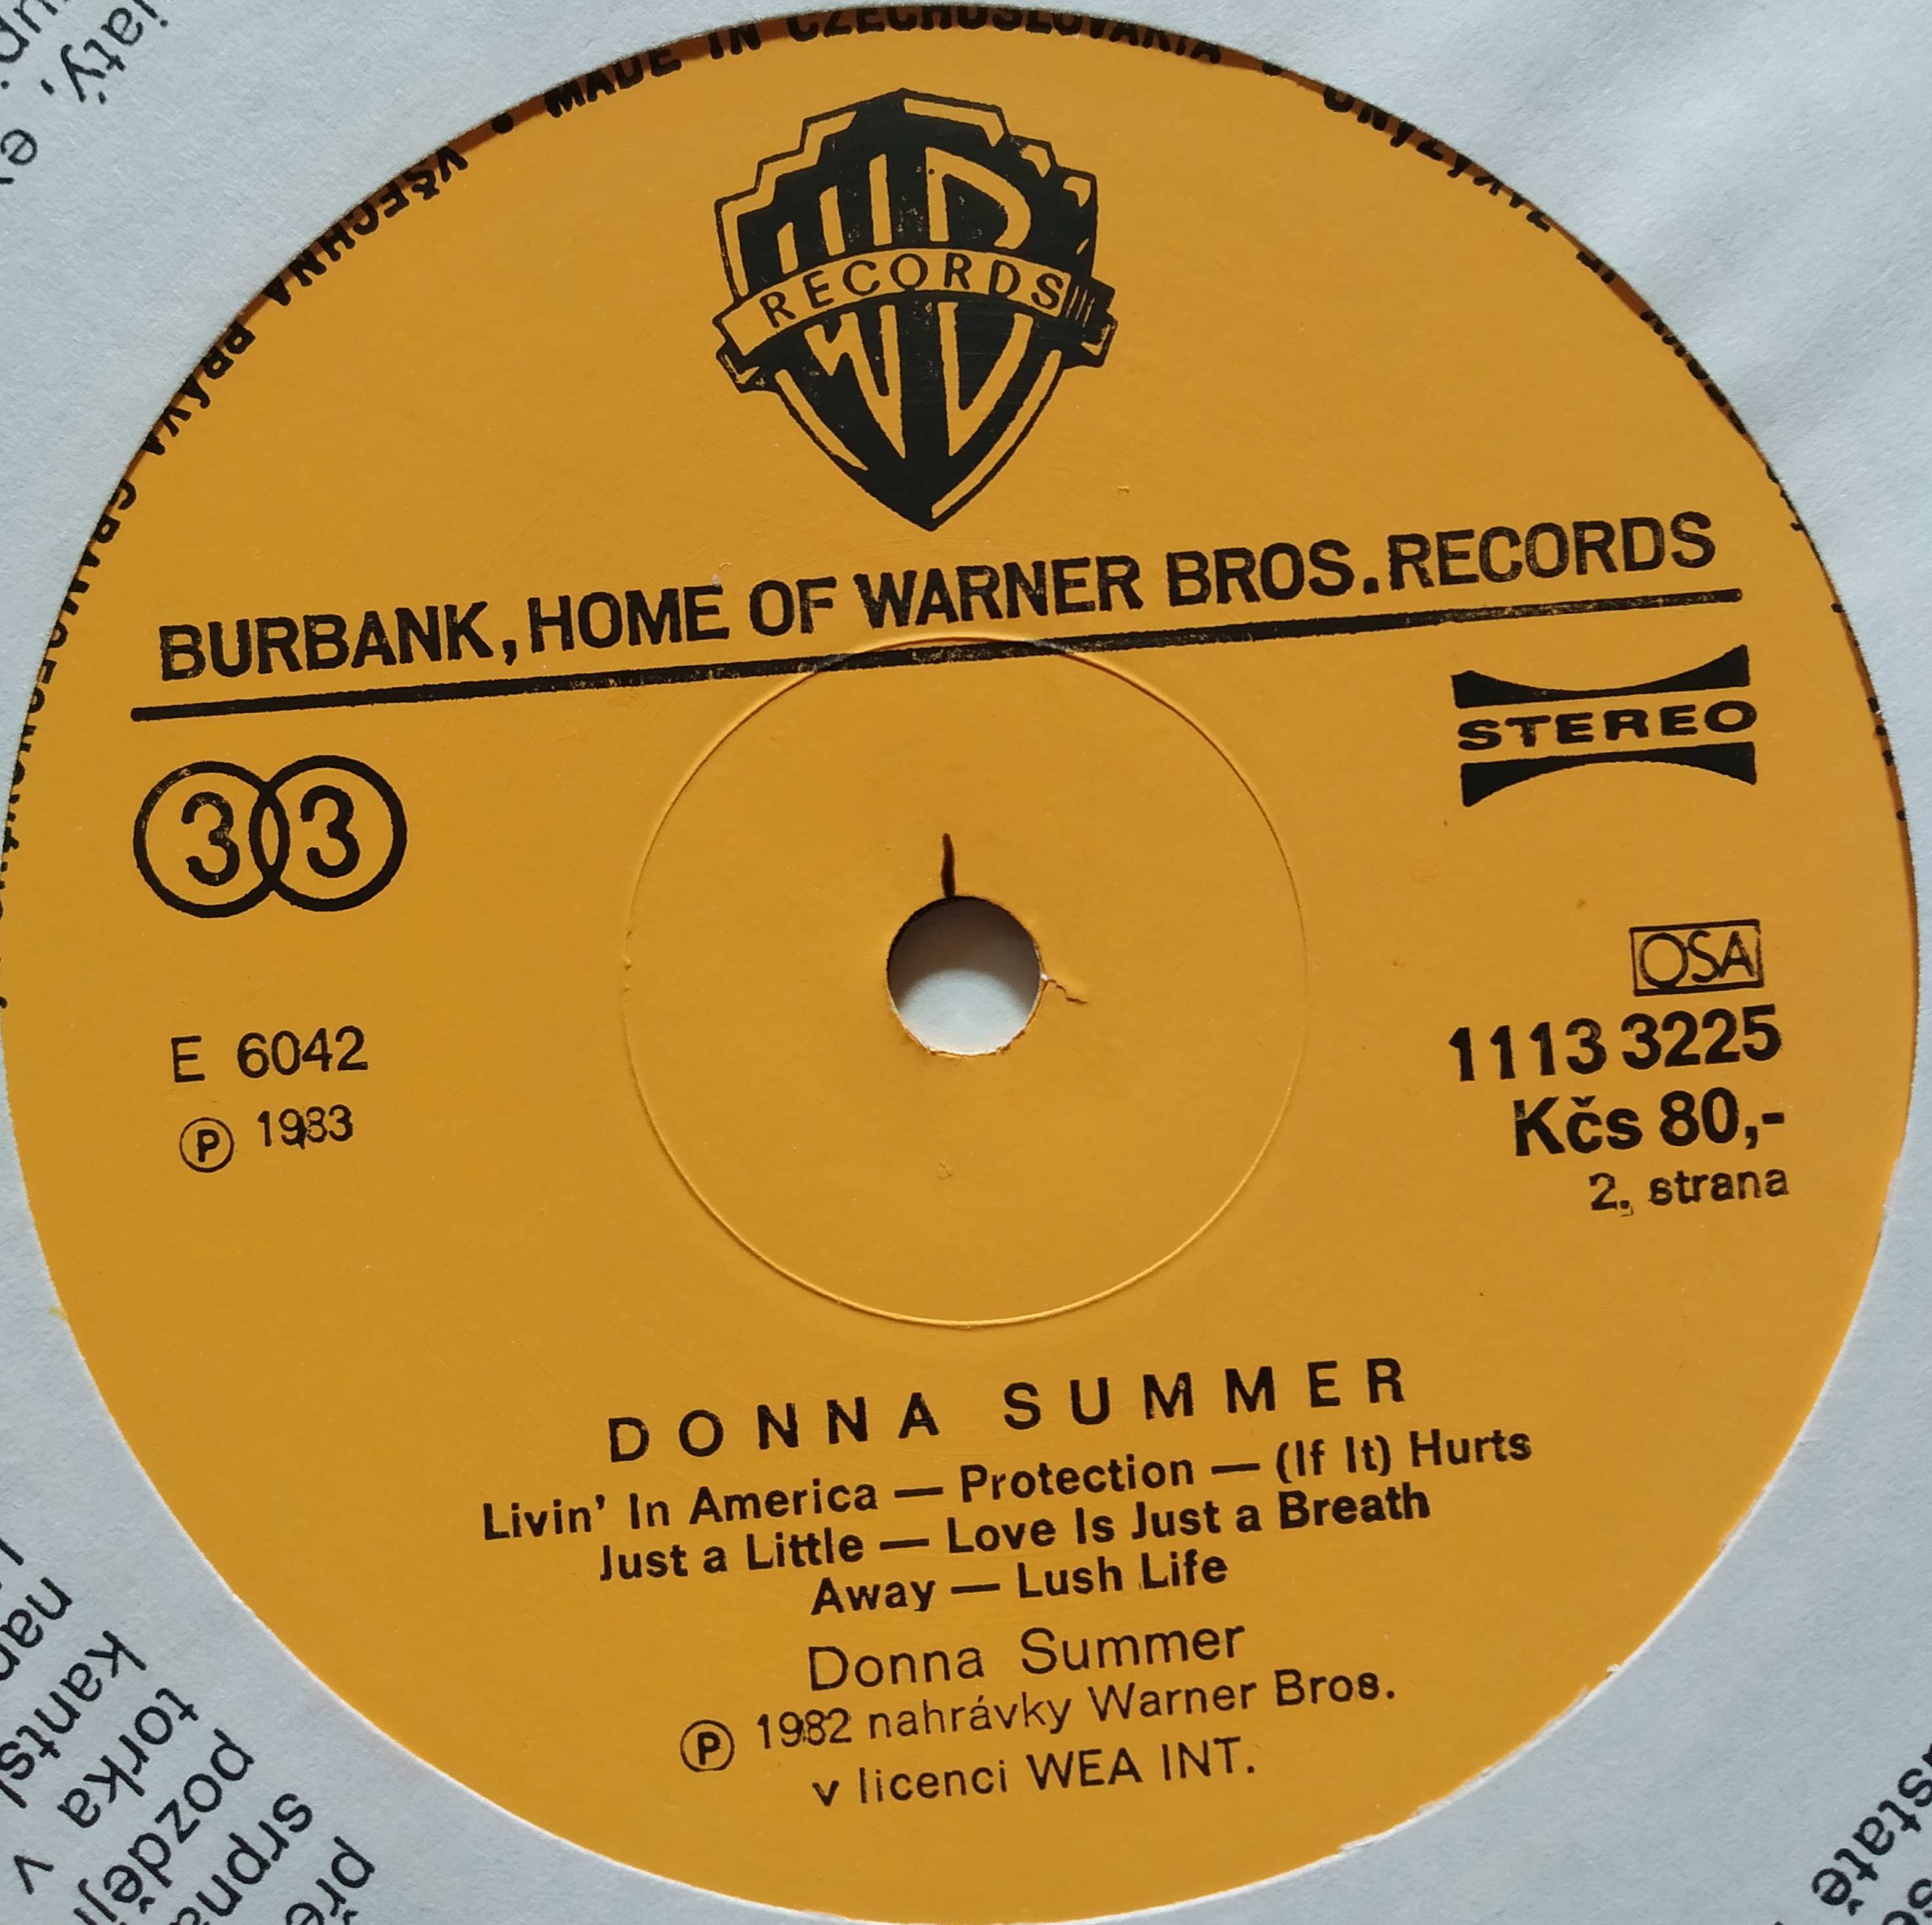 VŠECHNA PRÁVA
• MADE IN CZECHOSLOVAKIA •
RECORDS
BURBANK, HOME OF WARNER BROS. RECORDS
33
STEREO
OSA
E 6042
1113 3225
Ⓟ 1983
Kčs 80,-
2. strana
DONNA SUMMER
Livin' In America — Protection — (If It) Hurts
Just a Little — Love Is Just a Breath
Away — Lush Life
Donna Summer
Ⓟ 1982 nahrávky Warner Bros.
v licenci WEA INT.
torka v